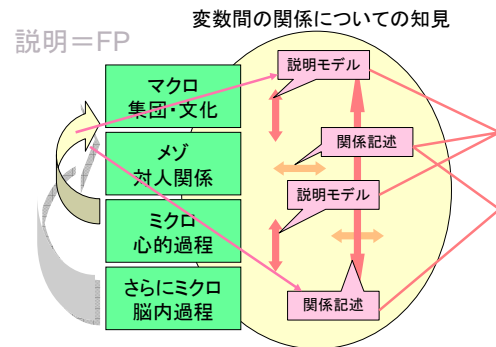 変数間の関係についての知見
説明＝FP
説明モデル
マクロ
集団・文化
関係記述
メゾ
対人関係
説明モデル
ミクロ
心的過程
さらにミクロ
脳内過程
関係記述